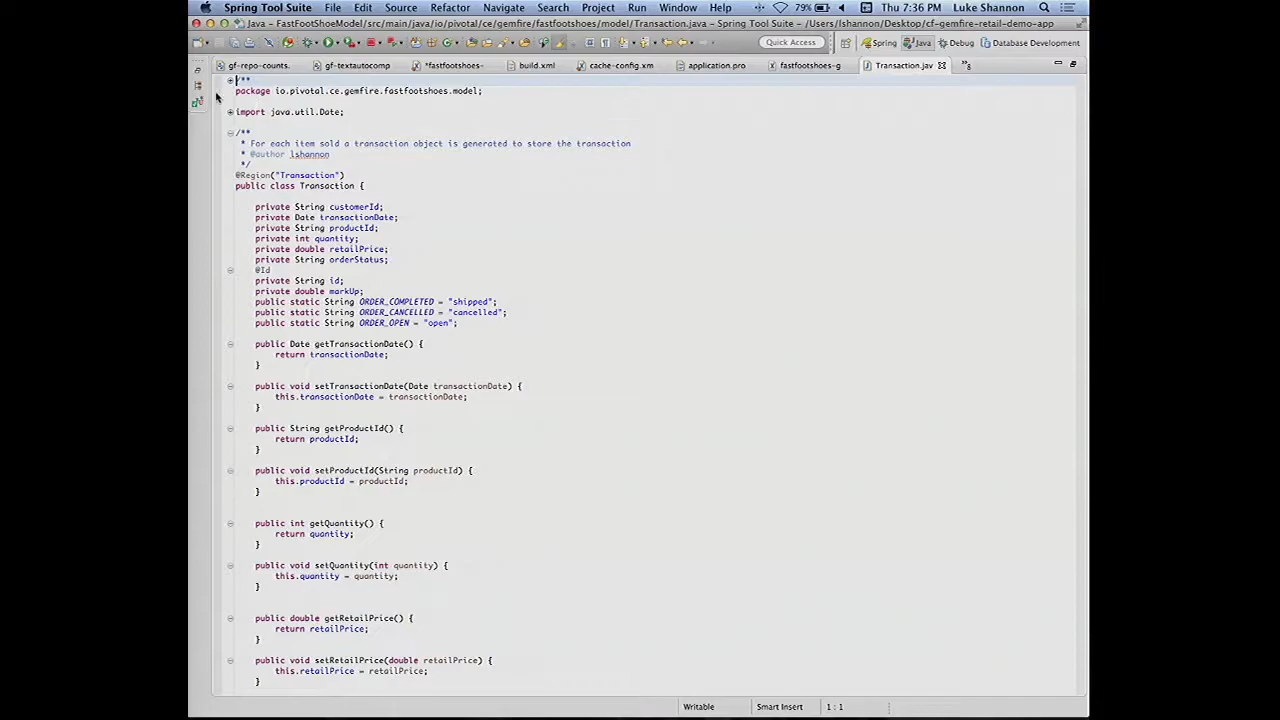 Spring Tool Suite File Edit Source Refactor Navigate Search Project Run Window Help 79% Thu 7:36 PM Luke Shannon
Java – FastFootShoeModel/src/main/java/io/pivotal/ce/gemfire/fastfootshoes/model/Transaction.java – Spring Tool Suite – /Users/lshannon/Desktop/cf-gemfire-retail-demo-app
Quick Access Spring Java Debug Database Development
gf-repo-counts. gf-textautocomp *fastfootshoes- build.xml cache-config.xm application.pro fastfootshoes-g Transaction.jav »8
/**
package io.pivotal.ce.gemfire.fastfootshoes.model;
import java.util.Date;
/**
* For each item sold a transaction object is generated to store the transaction
* @author lshannon
*/
@Region("Transaction")
public class Transaction {
private String customerId;
private Date transactionDate;
private String productId;
private int quantity;
private double retailPrice;
private String orderStatus;
@Id
private String id;
private double markUp;
public static String ORDER_COMPLETED = "shipped";
public static String ORDER_CANCELLED = "cancelled";
public static String ORDER_OPEN = "open";
public Date getTransactionDate() {
return transactionDate;
}
public void setTransactionDate(Date transactionDate) {
this.transactionDate = transactionDate;
}
public String getProductId() {
return productId;
}
public void setProductId(String productId) {
this.productId = productId;
}
public int getQuantity() {
return quantity;
}
public void setQuantity(int quantity) {
this.quantity = quantity;
}
public double getRetailPrice() {
return retailPrice;
}
public void setRetailPrice(double retailPrice) {
this.retailPrice = retailPrice;
}
Writable Smart Insert 1 : 1